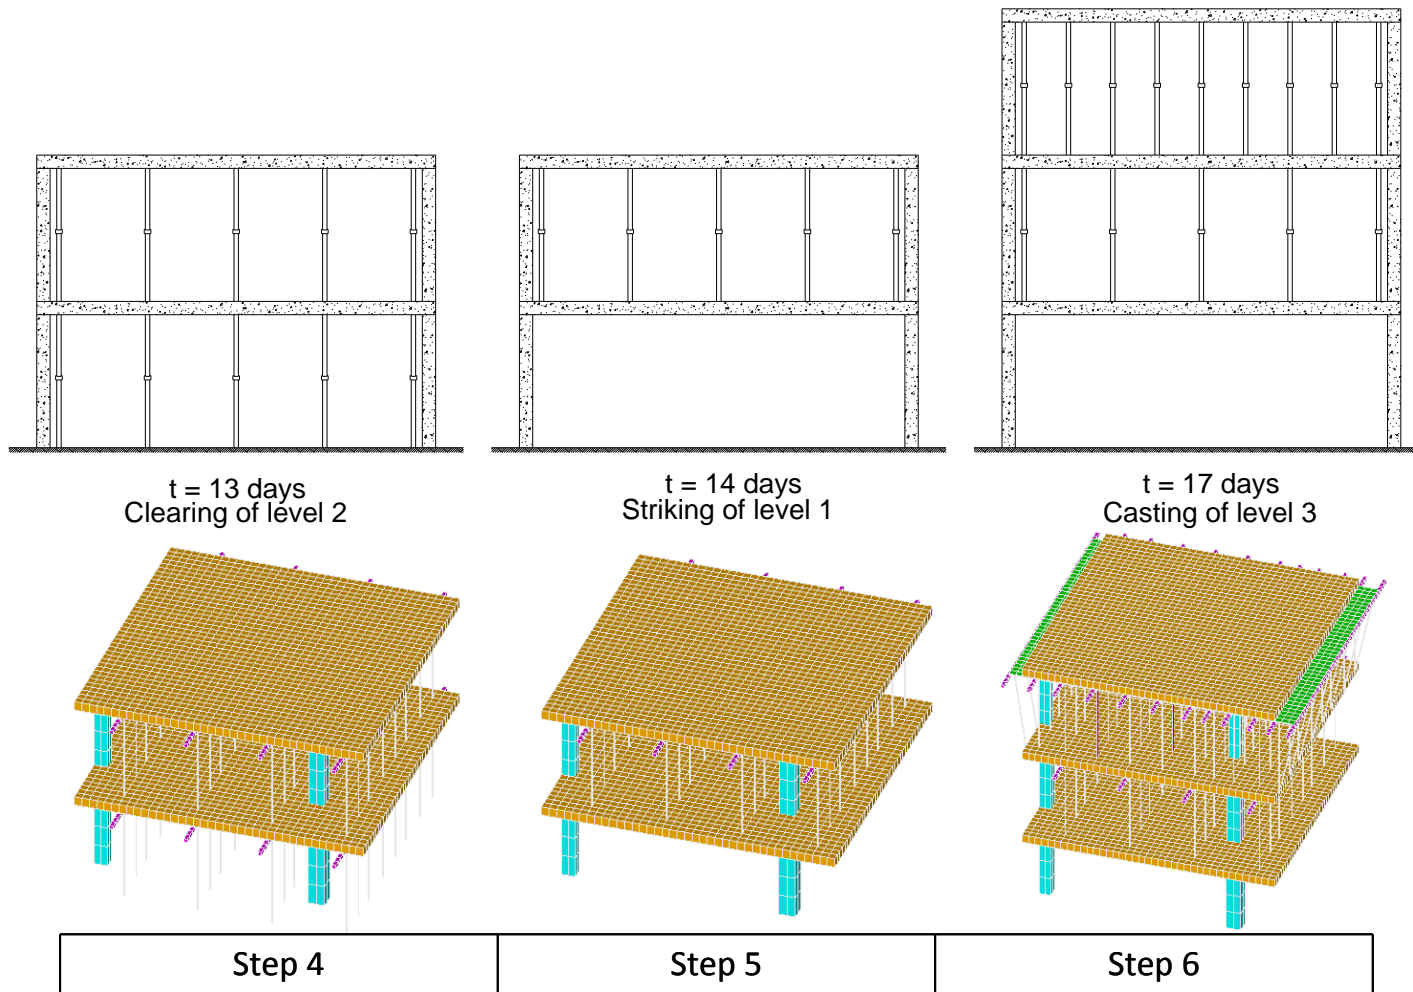 t = 13 days
Clearing of level 2
t = 14 days
Striking of level 1
t = 17 days
Casting of level 3
Step 4
Step 5
Step 6